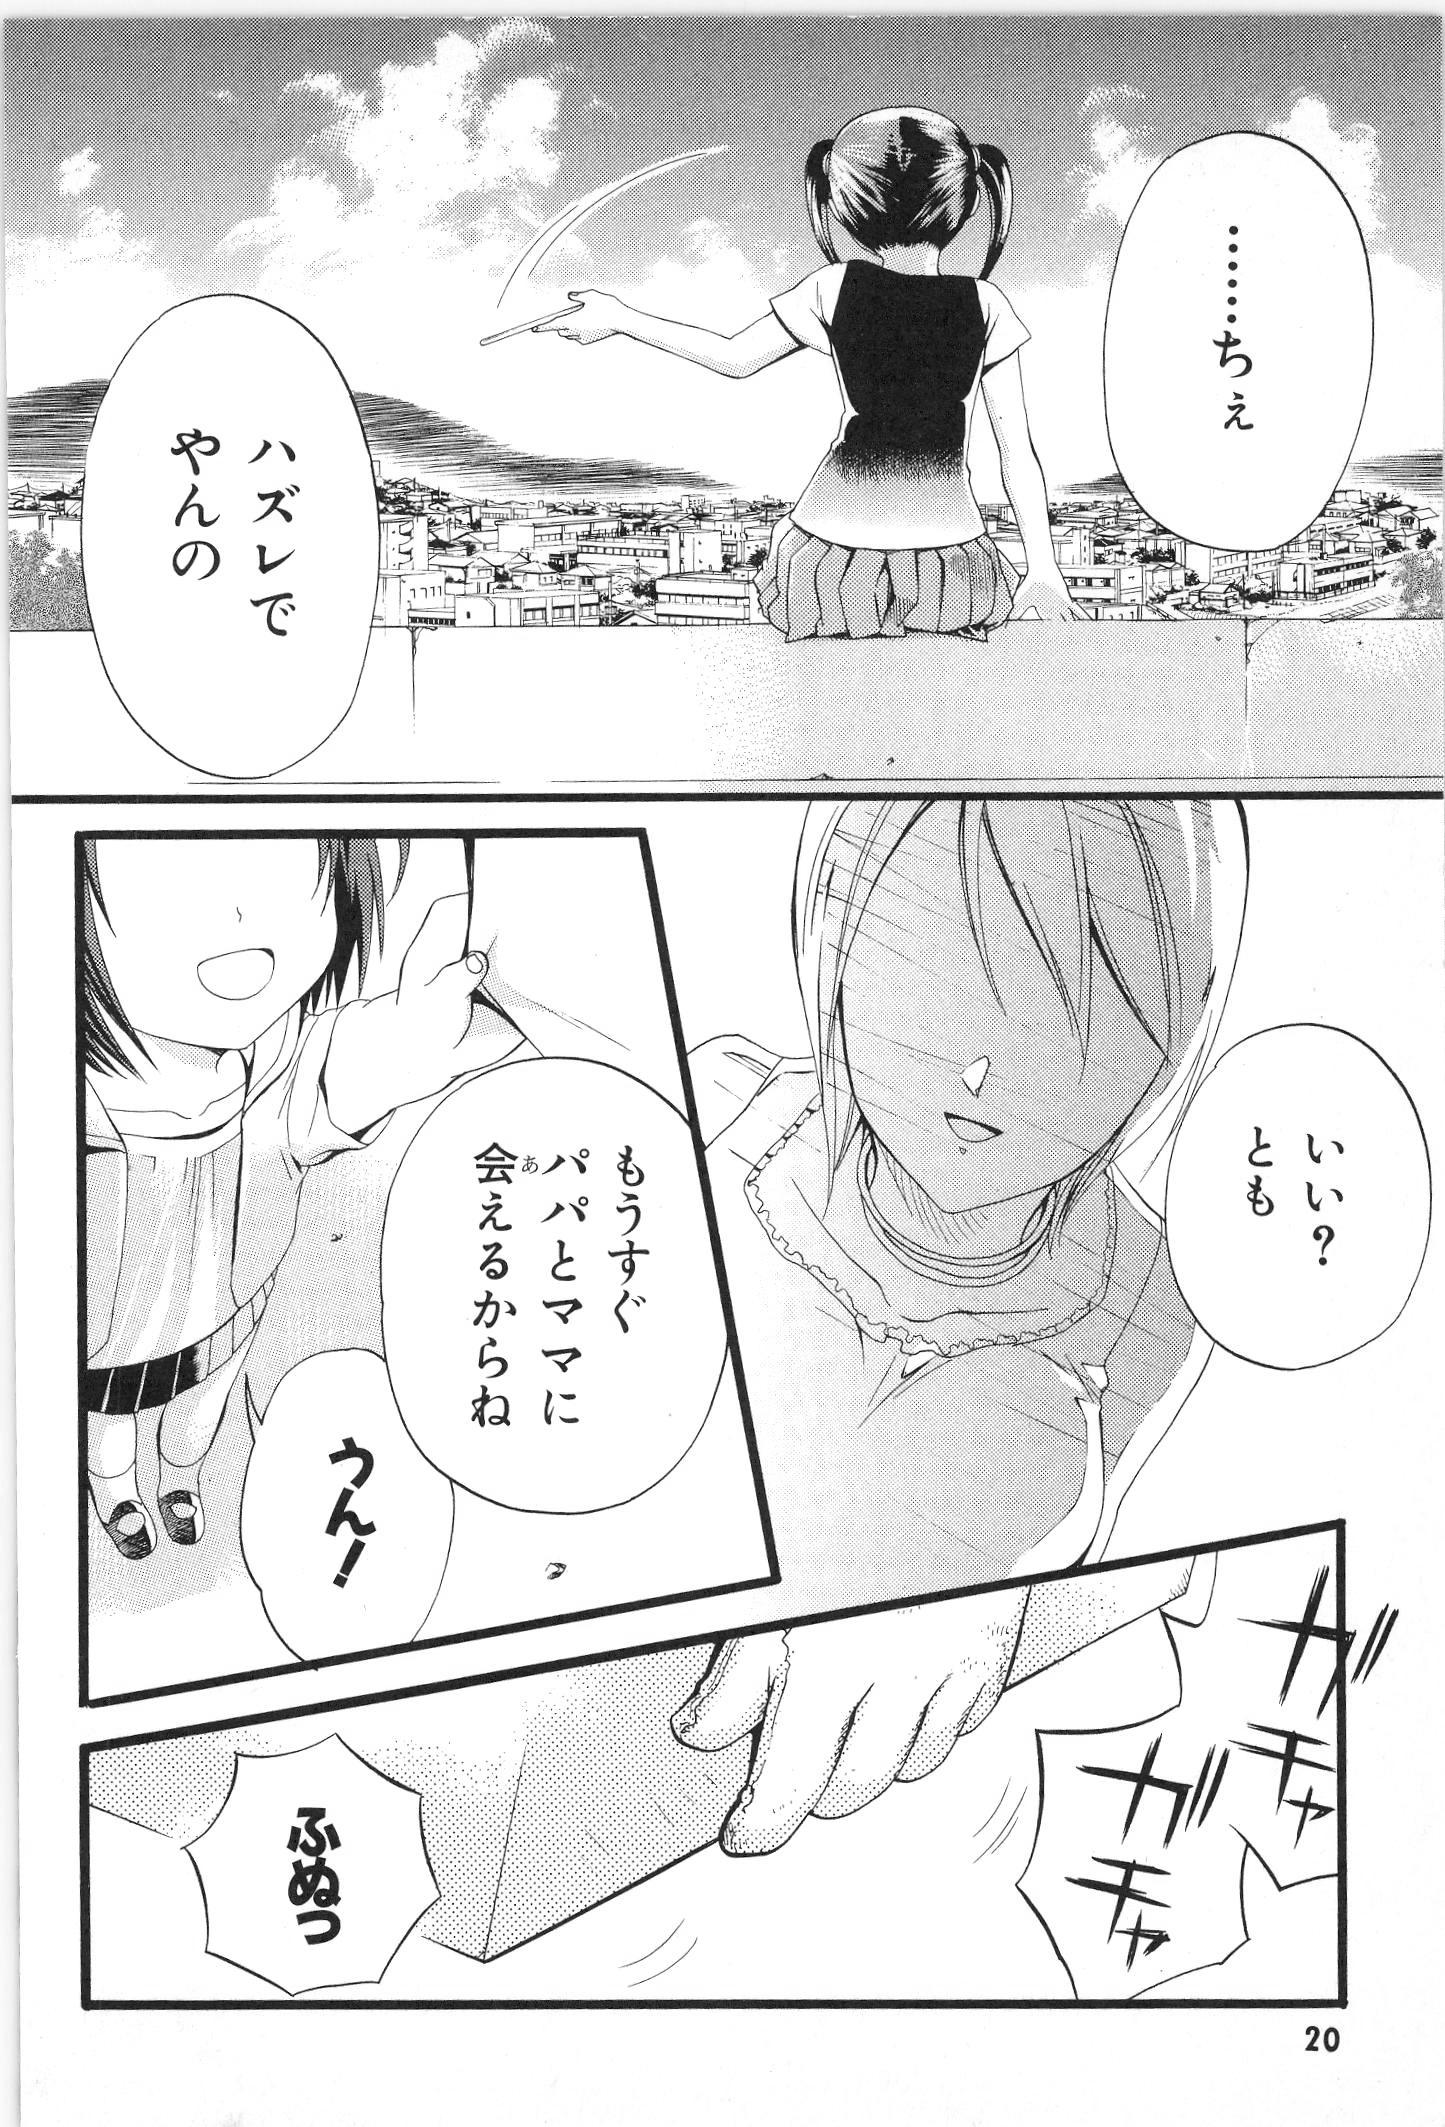 ……ちぇ
ハズレで
やんの
いい?
とも
もうすぐ
パパとママに
会えるからね
あ
うん!
ガチャ
ガチャ
ふぬっ
20